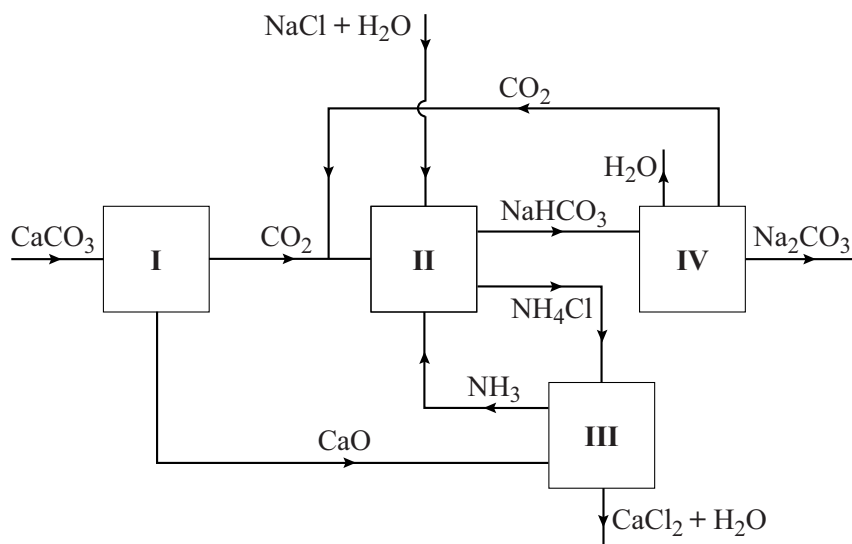 NaCl + H₂O
CO₂
H₂O
CaCO₃
I
CO₂
II
NaHCO₃
IV
Na₂CO₃
NH₄Cl
NH₃
III
CaO
CaCl₂ + H₂O